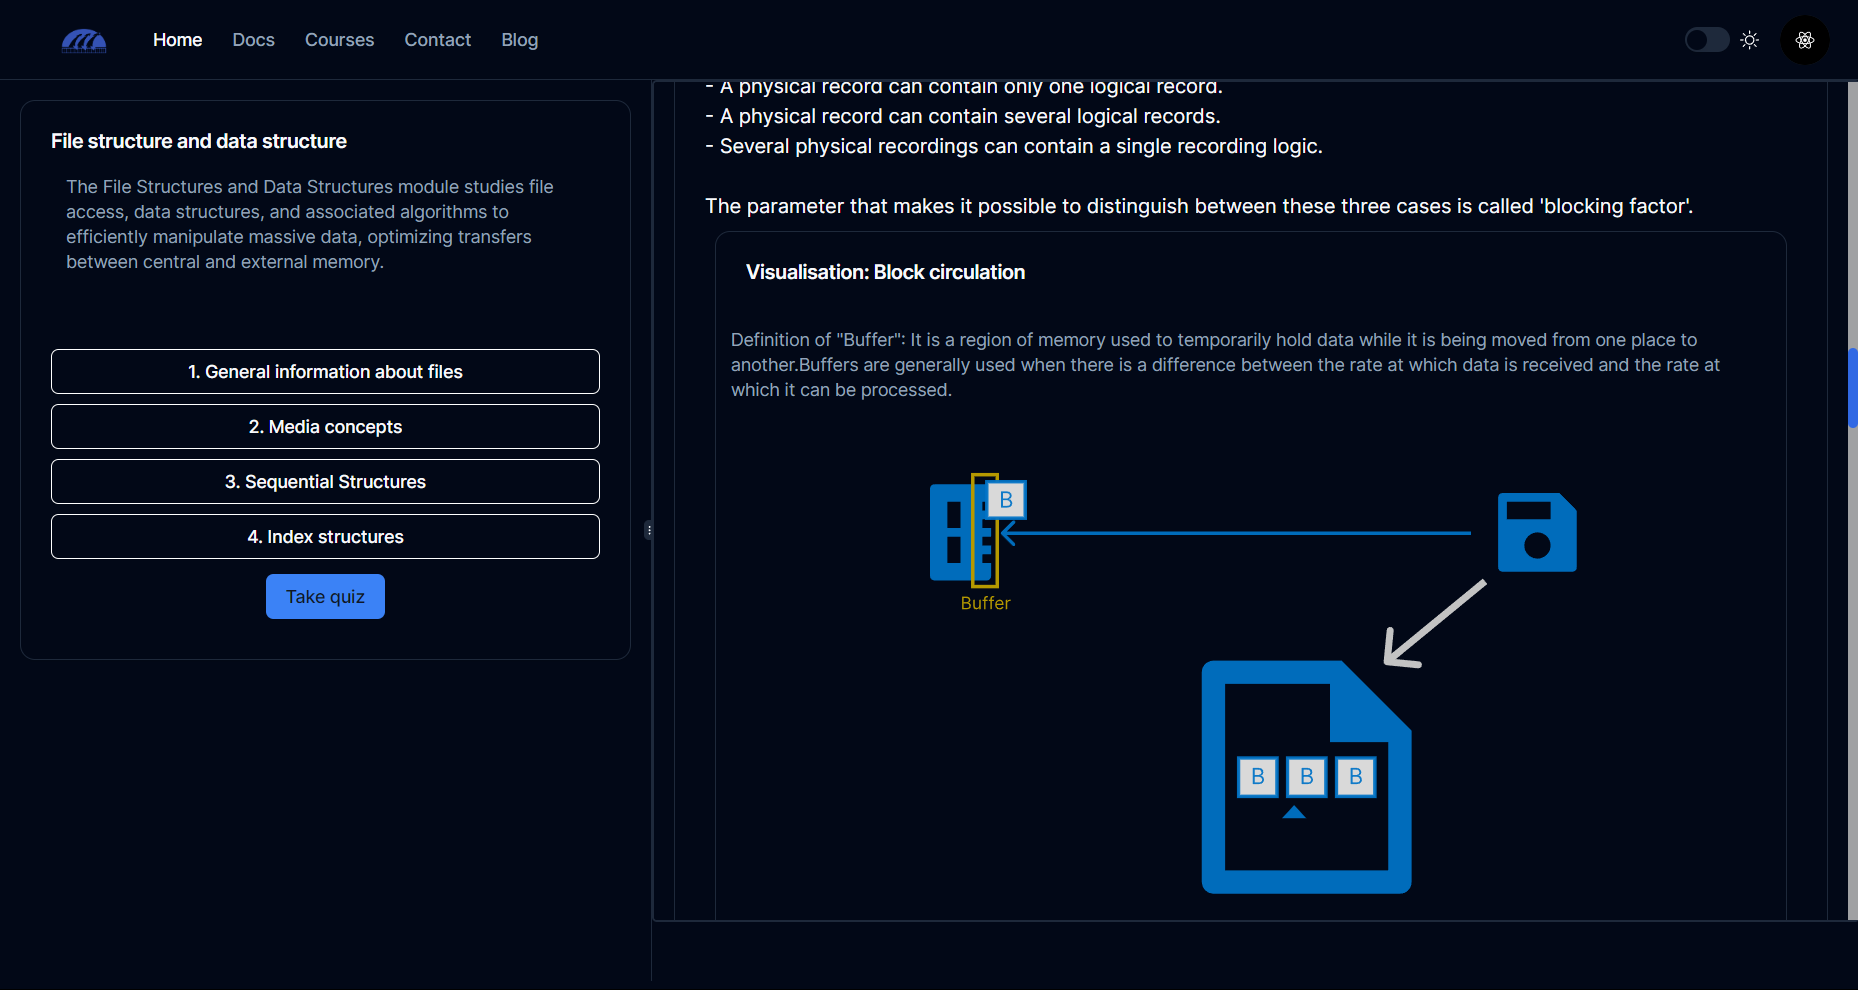 Home Docs Courses Contact Blog
File structure and data structure
The File Structures and Data Structures module studies file
access, data structures, and associated algorithms to
efficiently manipulate massive data, optimizing transfers
between central and external memory.
1. General information about files
2. Media concepts
3. Sequential Structures
4. Index structures
Take quiz
- A physical record can contain only one logical record.
- A physical record can contain several logical records.
- Several physical recordings can contain a single recording logic.
The parameter that makes it possible to distinguish between these three cases is called 'blocking factor'.
Visualisation: Block circulation
Definition of "Buffer": It is a region of memory used to temporarily hold data while it is being moved from one place to
another.Buffers are generally used when there is a difference between the rate at which data is received and the rate at
which it can be processed.
B
Buffer
B B B